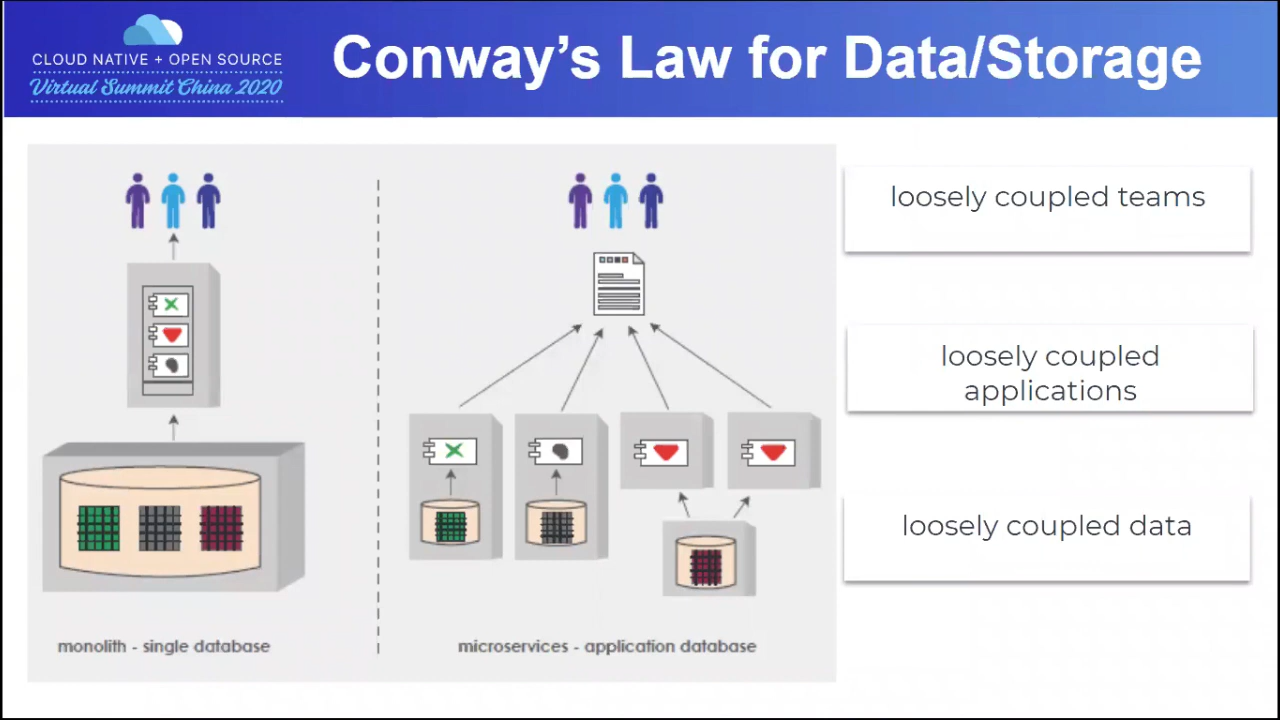 CLOUD NATIVE + OPEN SOURCE
Virtual Summit China 2020
Conway's Law for Data/Storage
monolith - single database
microservices - application database
loosely coupled teams
loosely coupled
applications
loosely coupled data